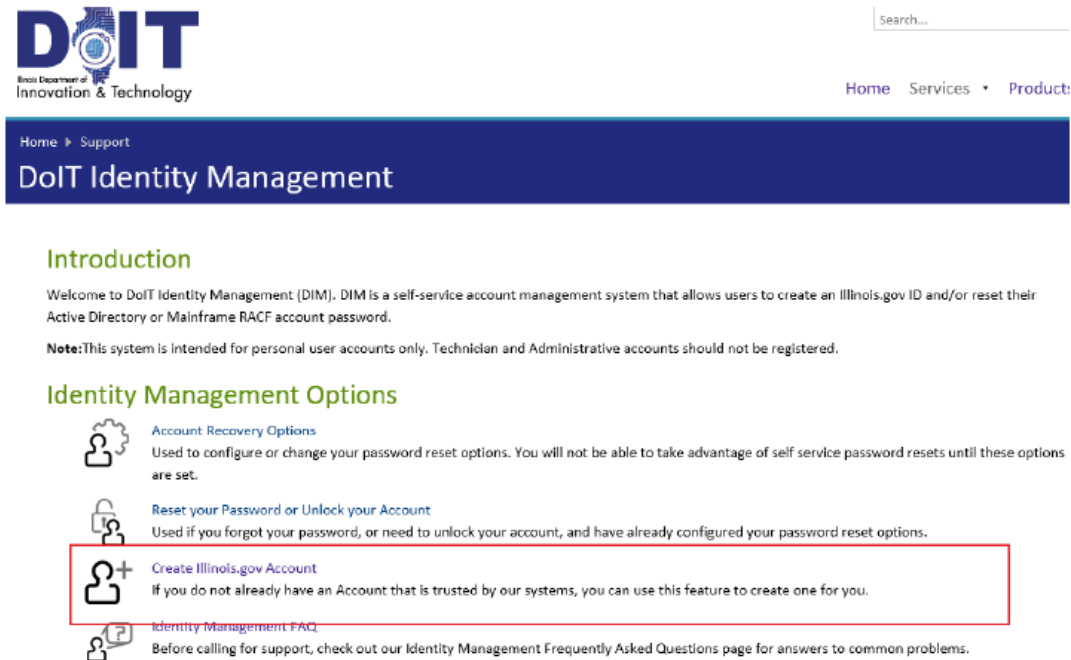 DoIT
Illinois Department of
Innovation & Technology
Search...
Home Services Products
Home Support
DoIT Identity Management
Introduction
Welcome to DoIT Identity Management (DIM). DIM is a self-service account management system that allows users to create an Illinois.gov ID and/or reset their
Active Directory or Mainframe RACF account password.
Note:This system is intended for personal user accounts only. Technician and Administrative accounts should not be registered.
Identity Management Options
Account Recovery Options
Used to configure or change your password reset options. You will not be able to take advantage of self service password resets until these options
are set.
Reset your Password or Unlock your Account
Used if you forgot your password, or need to unlock your account, and have already configured your password reset options.
Create Illinois.gov Account
If you do not already have an Account that is trusted by our systems, you can use this feature to create one for you.
Identity Management FAQ
Before calling for support, check out our Identity Management Frequently Asked Questions page for answers to common problems.